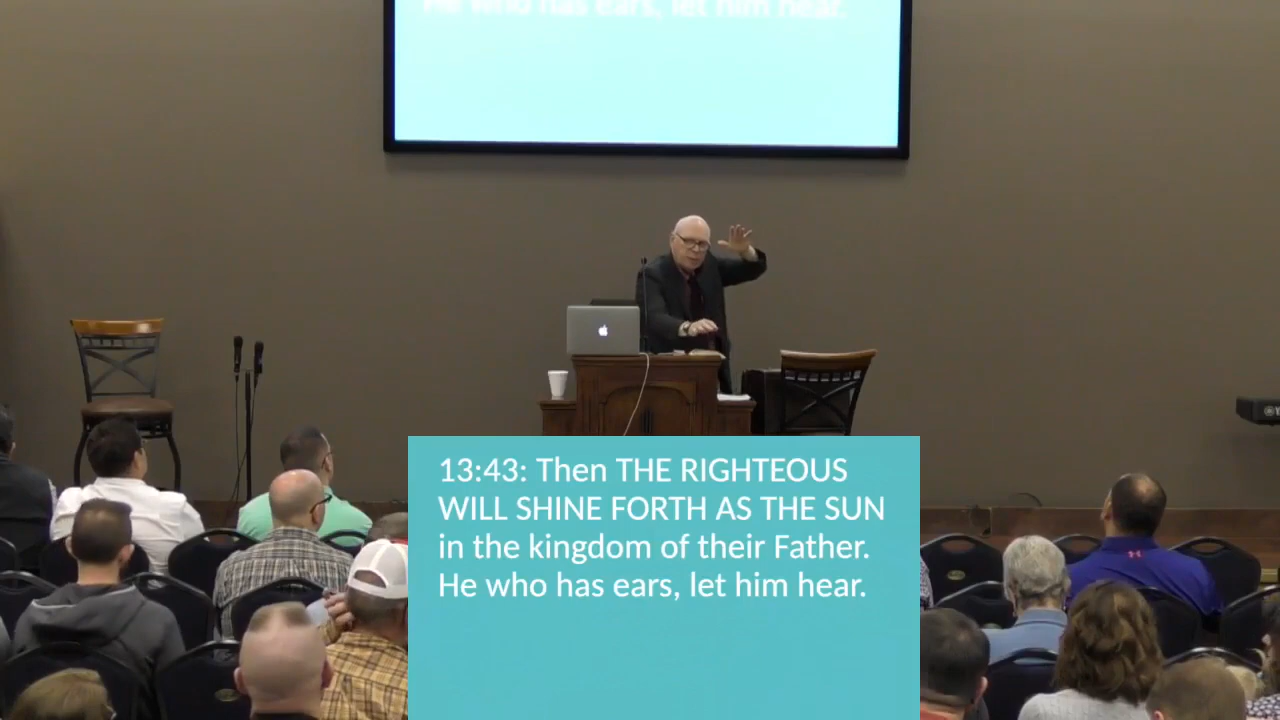 He who has ears, let him hear.
13:43: Then THE RIGHTEOUS
WILL SHINE FORTH AS THE SUN
in the kingdom of their Father.
He who has ears, let him hear.